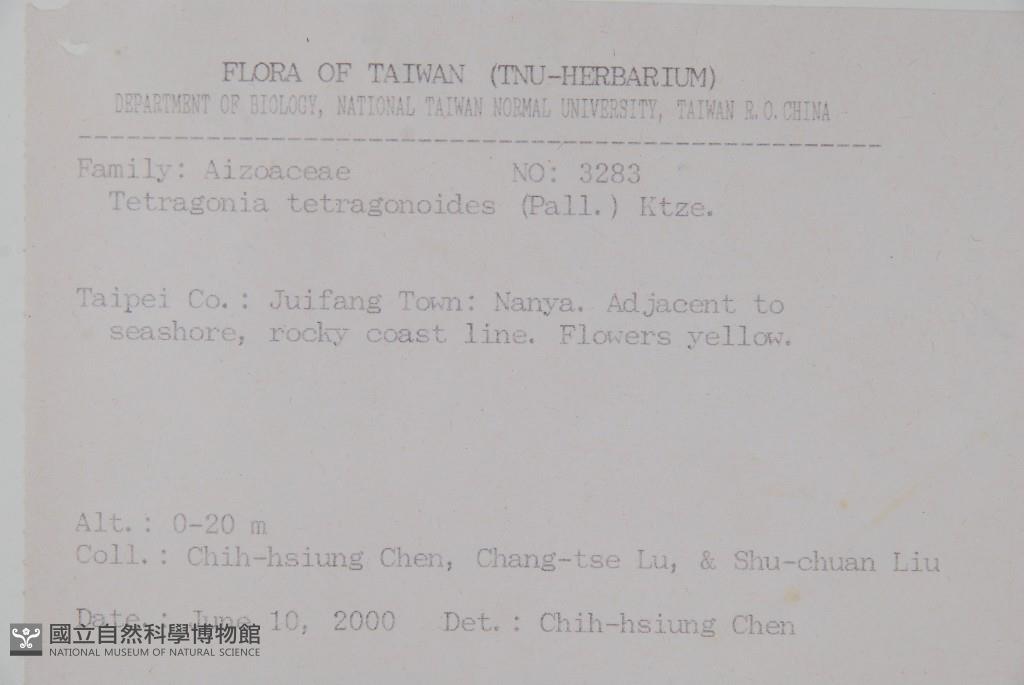 FLORA OF TAIWAN (TNU-HERBARIUM)
DEPARTMENT OF BIOLOGY, NATIONAL TAIWAN NORMAL UNIVERSITY, TAIWAN R.O.CHINA
--------------------------------------------------
Family: Aizoaceae NO: 3283
Tetragonia tetragonoides (Pall.) Ktze.
Taipei Co.: Juifang Town: Nanya. Adjacent to
seashore, rocky coast line. Flowers yellow.
Alt.: 0-20 m
Coll.: Chih-hsiung Chen, Chang-tse Lu, & Shu-chuan Liu
Date.: June 10, 2000 Det.: Chih-hsiung Chen
國立自然科學博物館
NATIONAL MUSEUM OF NATURAL SCIENCE